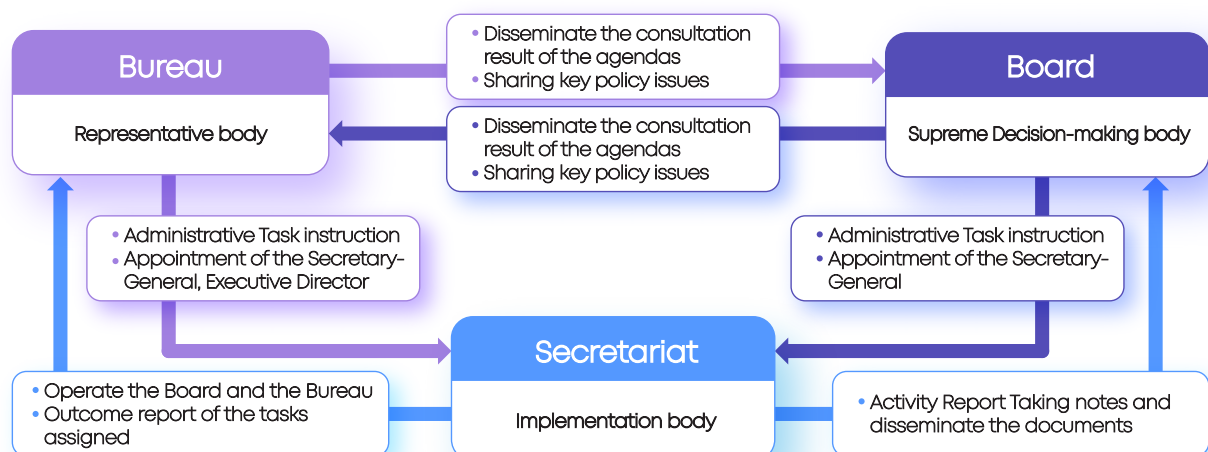 Bureau
Representative body
• Disseminate the consultation
result of the agendas
• Sharing key policy issues
• Disseminate the consultation
result of the agendas
• Sharing key policy issues
Board
Supreme Decision-making body
• Administrative Task instruction
• Appointment of the Secretary-
General, Executive Director
• Administrative Task instruction
• Appointment of the Secretary-
General
• Operate the Board and the Bureau
• Outcome report of the tasks
assigned
Secretariat
Implementation body
• Activity Report Taking notes and
disseminate the documents